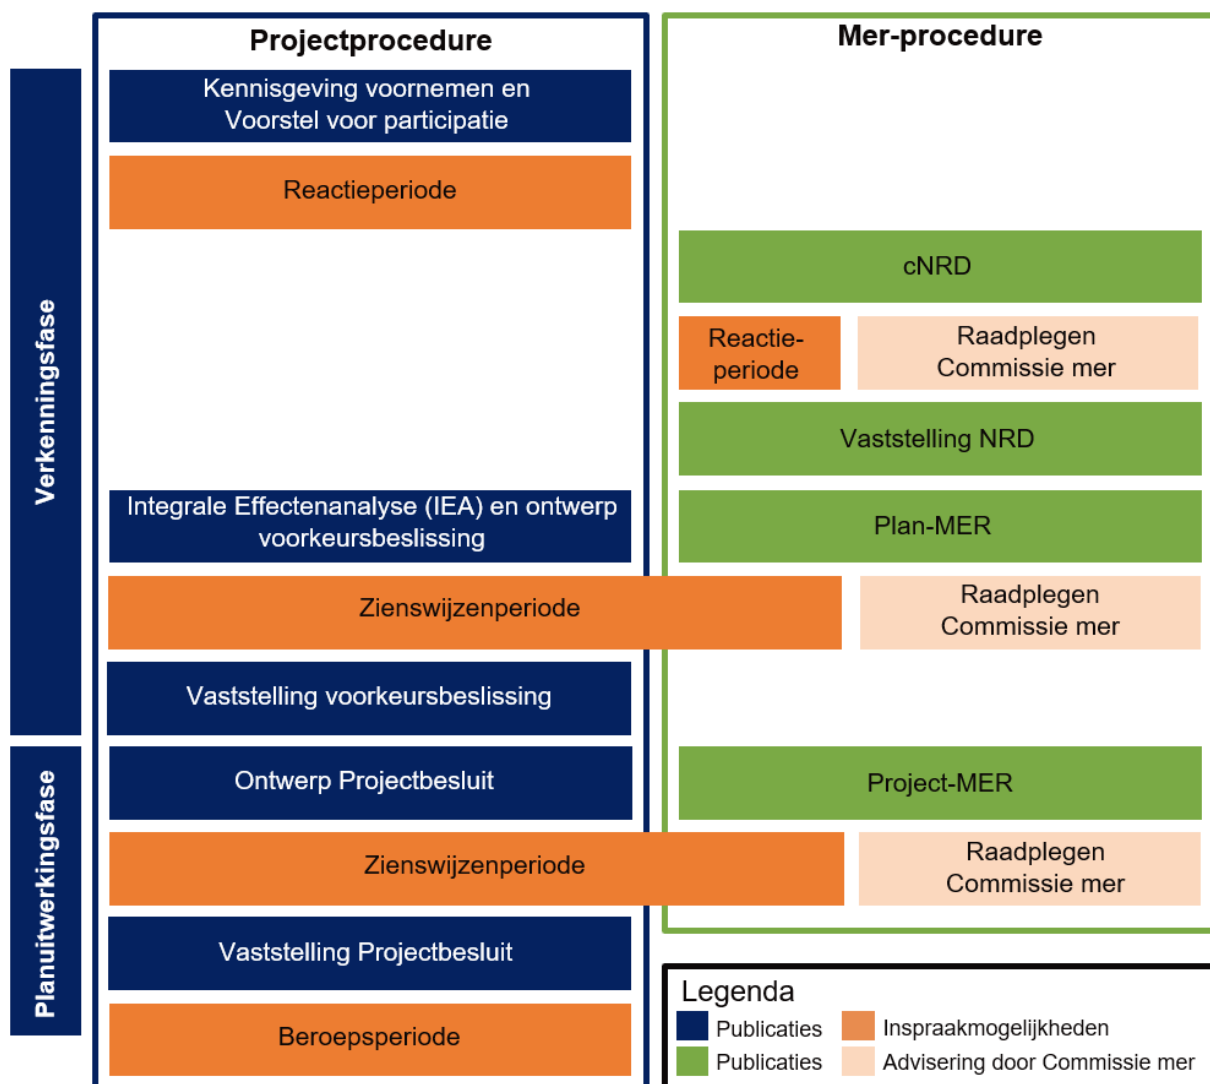 Projectprocedure
Mer-procedure
Verkenningsfase
Kennisgeving voornemen en
Voorstel voor participatie
Reactieperiode
cNRD
Reactie-
periode
Raadplegen
Commissie mer
Vaststelling NRD
Integrale Effectenanalyse (IEA) en ontwerp
voorkeursbeslissing
Plan-MER
Zienswijzenperiode
Raadplegen
Commissie mer
Vaststelling voorkeursbeslissing
Planuitwerkingsfase
Ontwerp Projectbesluit
Project-MER
Zienswijzenperiode
Raadplegen
Commissie mer
Vaststelling Projectbesluit
Beroepsperiode
Legenda
Publicaties
Inspraakmogelijkheden
Publicaties
Advisering door Commissie mer